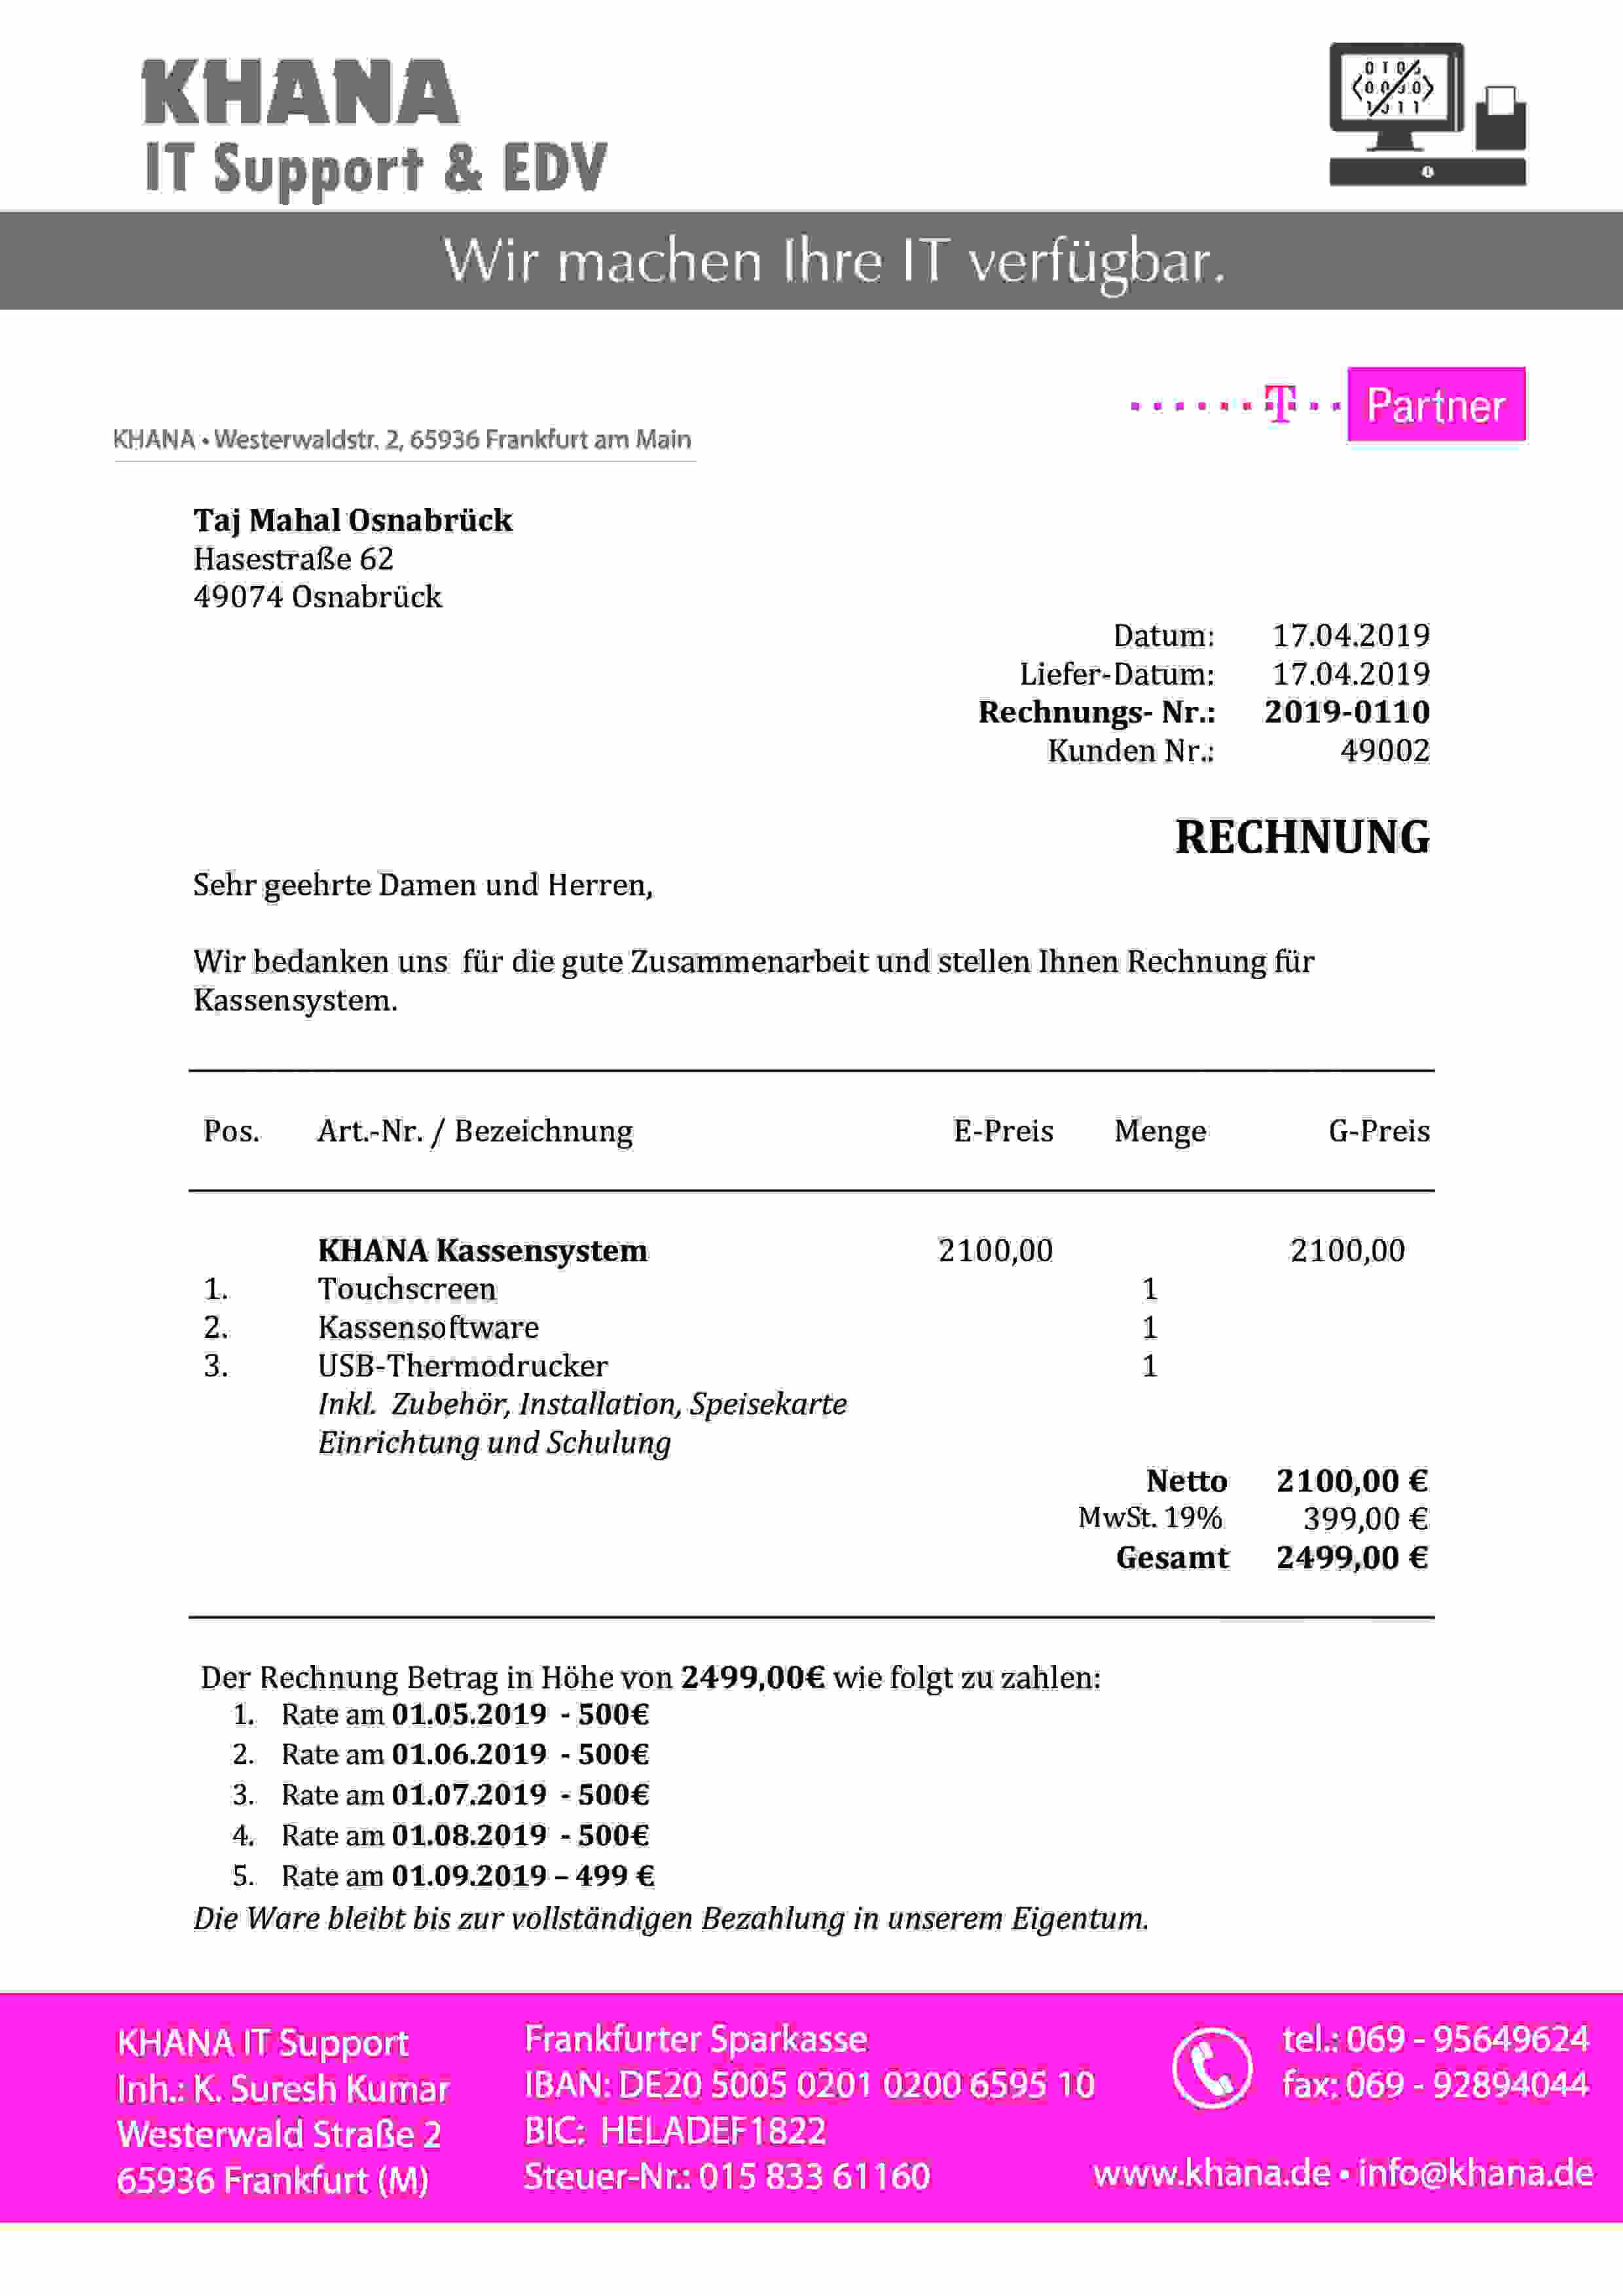 KHANA
IT Support & EDV
Wir machen Ihre IT verfügbar.
T Partner
KHANA • Westerwaldstr. 2, 65936 Frankfurt am Main
Taj Mahal Osnabrück
Hasestraße 62
49074 Osnabrück
Datum: 17.04.2019
Liefer-Datum: 17.04.2019
Rechnungs- Nr.: 2019-0110
Kunden Nr.: 49002
RECHNUNG
Sehr geehrte Damen und Herren,
Wir bedanken uns für die gute Zusammenarbeit und stellen Ihnen Rechnung für
Kassensystem.
Pos. Art.-Nr. / Bezeichnung E-Preis Menge G-Preis
KHANA Kassensystem 2100,00 2100,00
1. Touchscreen 1
2. Kassensoftware 1
3. USB-Thermodrucker 1
Inkl. Zubehör, Installation, Speisekarte
Einrichtung und Schulung
Netto 2100,00 €
MwSt. 19% 399,00 €
Gesamt 2499,00 €
Der Rechnung Betrag in Höhe von 2499,00€ wie folgt zu zahlen:
1. Rate am 01.05.2019 - 500€
2. Rate am 01.06.2019 - 500€
3. Rate am 01.07.2019 - 500€
4. Rate am 01.08.2019 - 500€
5. Rate am 01.09.2019 – 499 €
Die Ware bleibt bis zur vollständigen Bezahlung in unserem Eigentum.
KHANA IT Support
Inh.: K. Suresh Kumar
Westerwald Straße 2
65936 Frankfurt (M)
Frankfurter Sparkasse
IBAN: DE20 5005 0201 0200 6595 10
BIC: HELADEF1822
Steuer-Nr.: 015 833 61160
tel.: 069 - 95649624
fax: 069 - 92894044
www.khana.de • info@khana.de